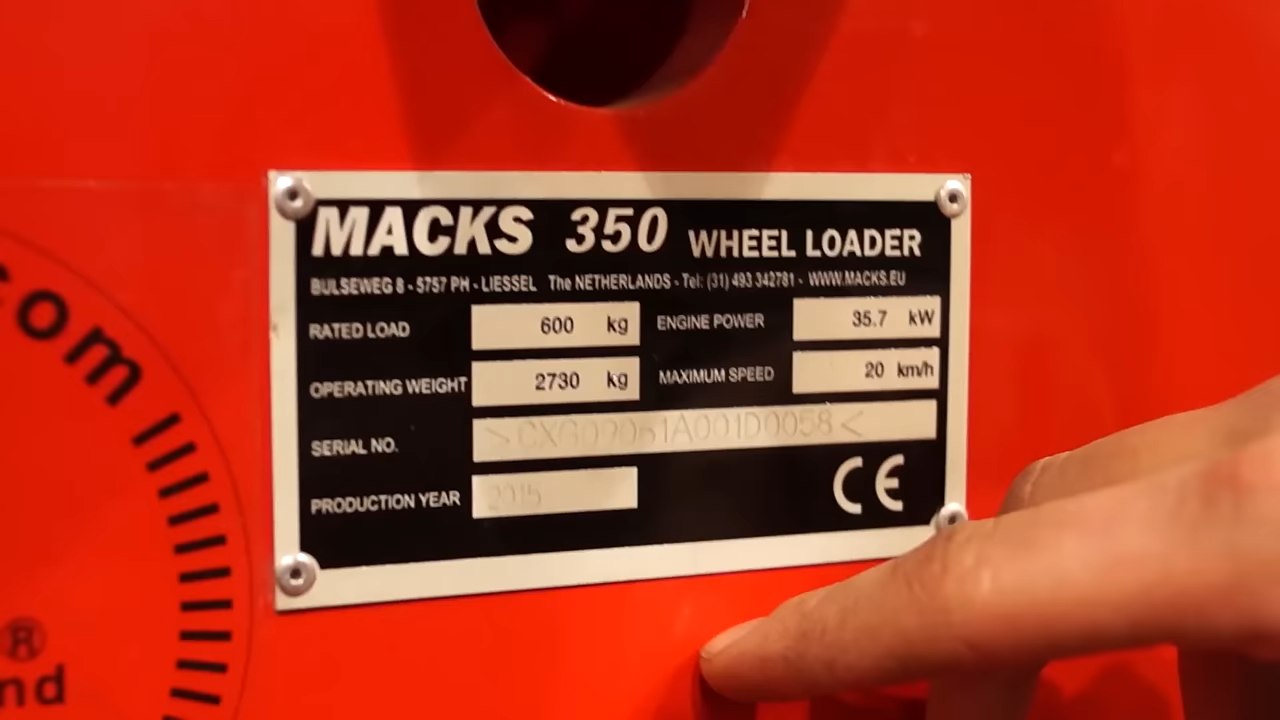 MACKS 350 WHEEL LOADER
BULSEWEG 8 - 5757 PH - LIESSEL The NETHERLANDS - Tel: (31) 493 342781 - WWW.MACKS.EU
RATED LOAD 600 kg ENGINE POWER 35.7 kW
OPERATING WEIGHT 2730 kg MAXIMUM SPEED 20 km/h
SERIAL NO.
PRODUCTION YEAR 2015 CE
com
®
nd